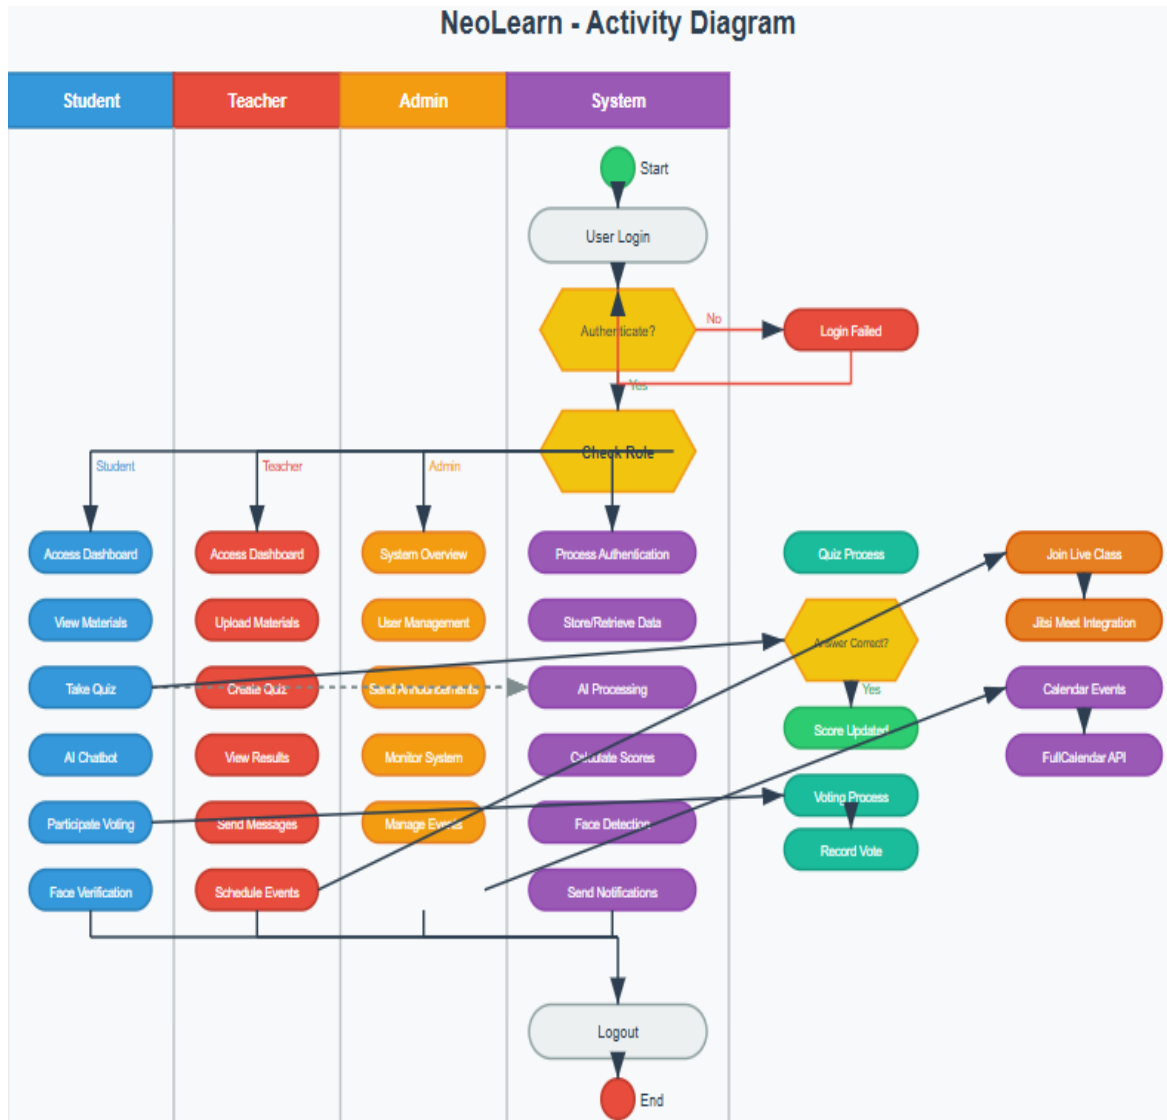 NeoLearn - Activity Diagram
Student
Teacher
Admin
System
Start
User Login
Authenticate?
No
Login Failed
Yes
Check Role
Student
Teacher
Admin
Access Dashboard
Access Dashboard
System Overview
Process Authentication
Quiz Process
Join Live Class
View Materials
Upload Materials
User Management
Store/Retrieve Data
Answer Correct?
Jitsi Meet Integration
Take Quiz
Create Quiz
Send Announcements
AI Processing
Yes
Calendar Events
Score Updated
AI Chatbot
View Results
Monitor System
Calculate Scores
FullCalendar API
Voting Process
Participate Voting
Send Messages
Manage Events
Face Detection
Record Vote
Face Verification
Schedule Events
Send Notifications
Logout
End